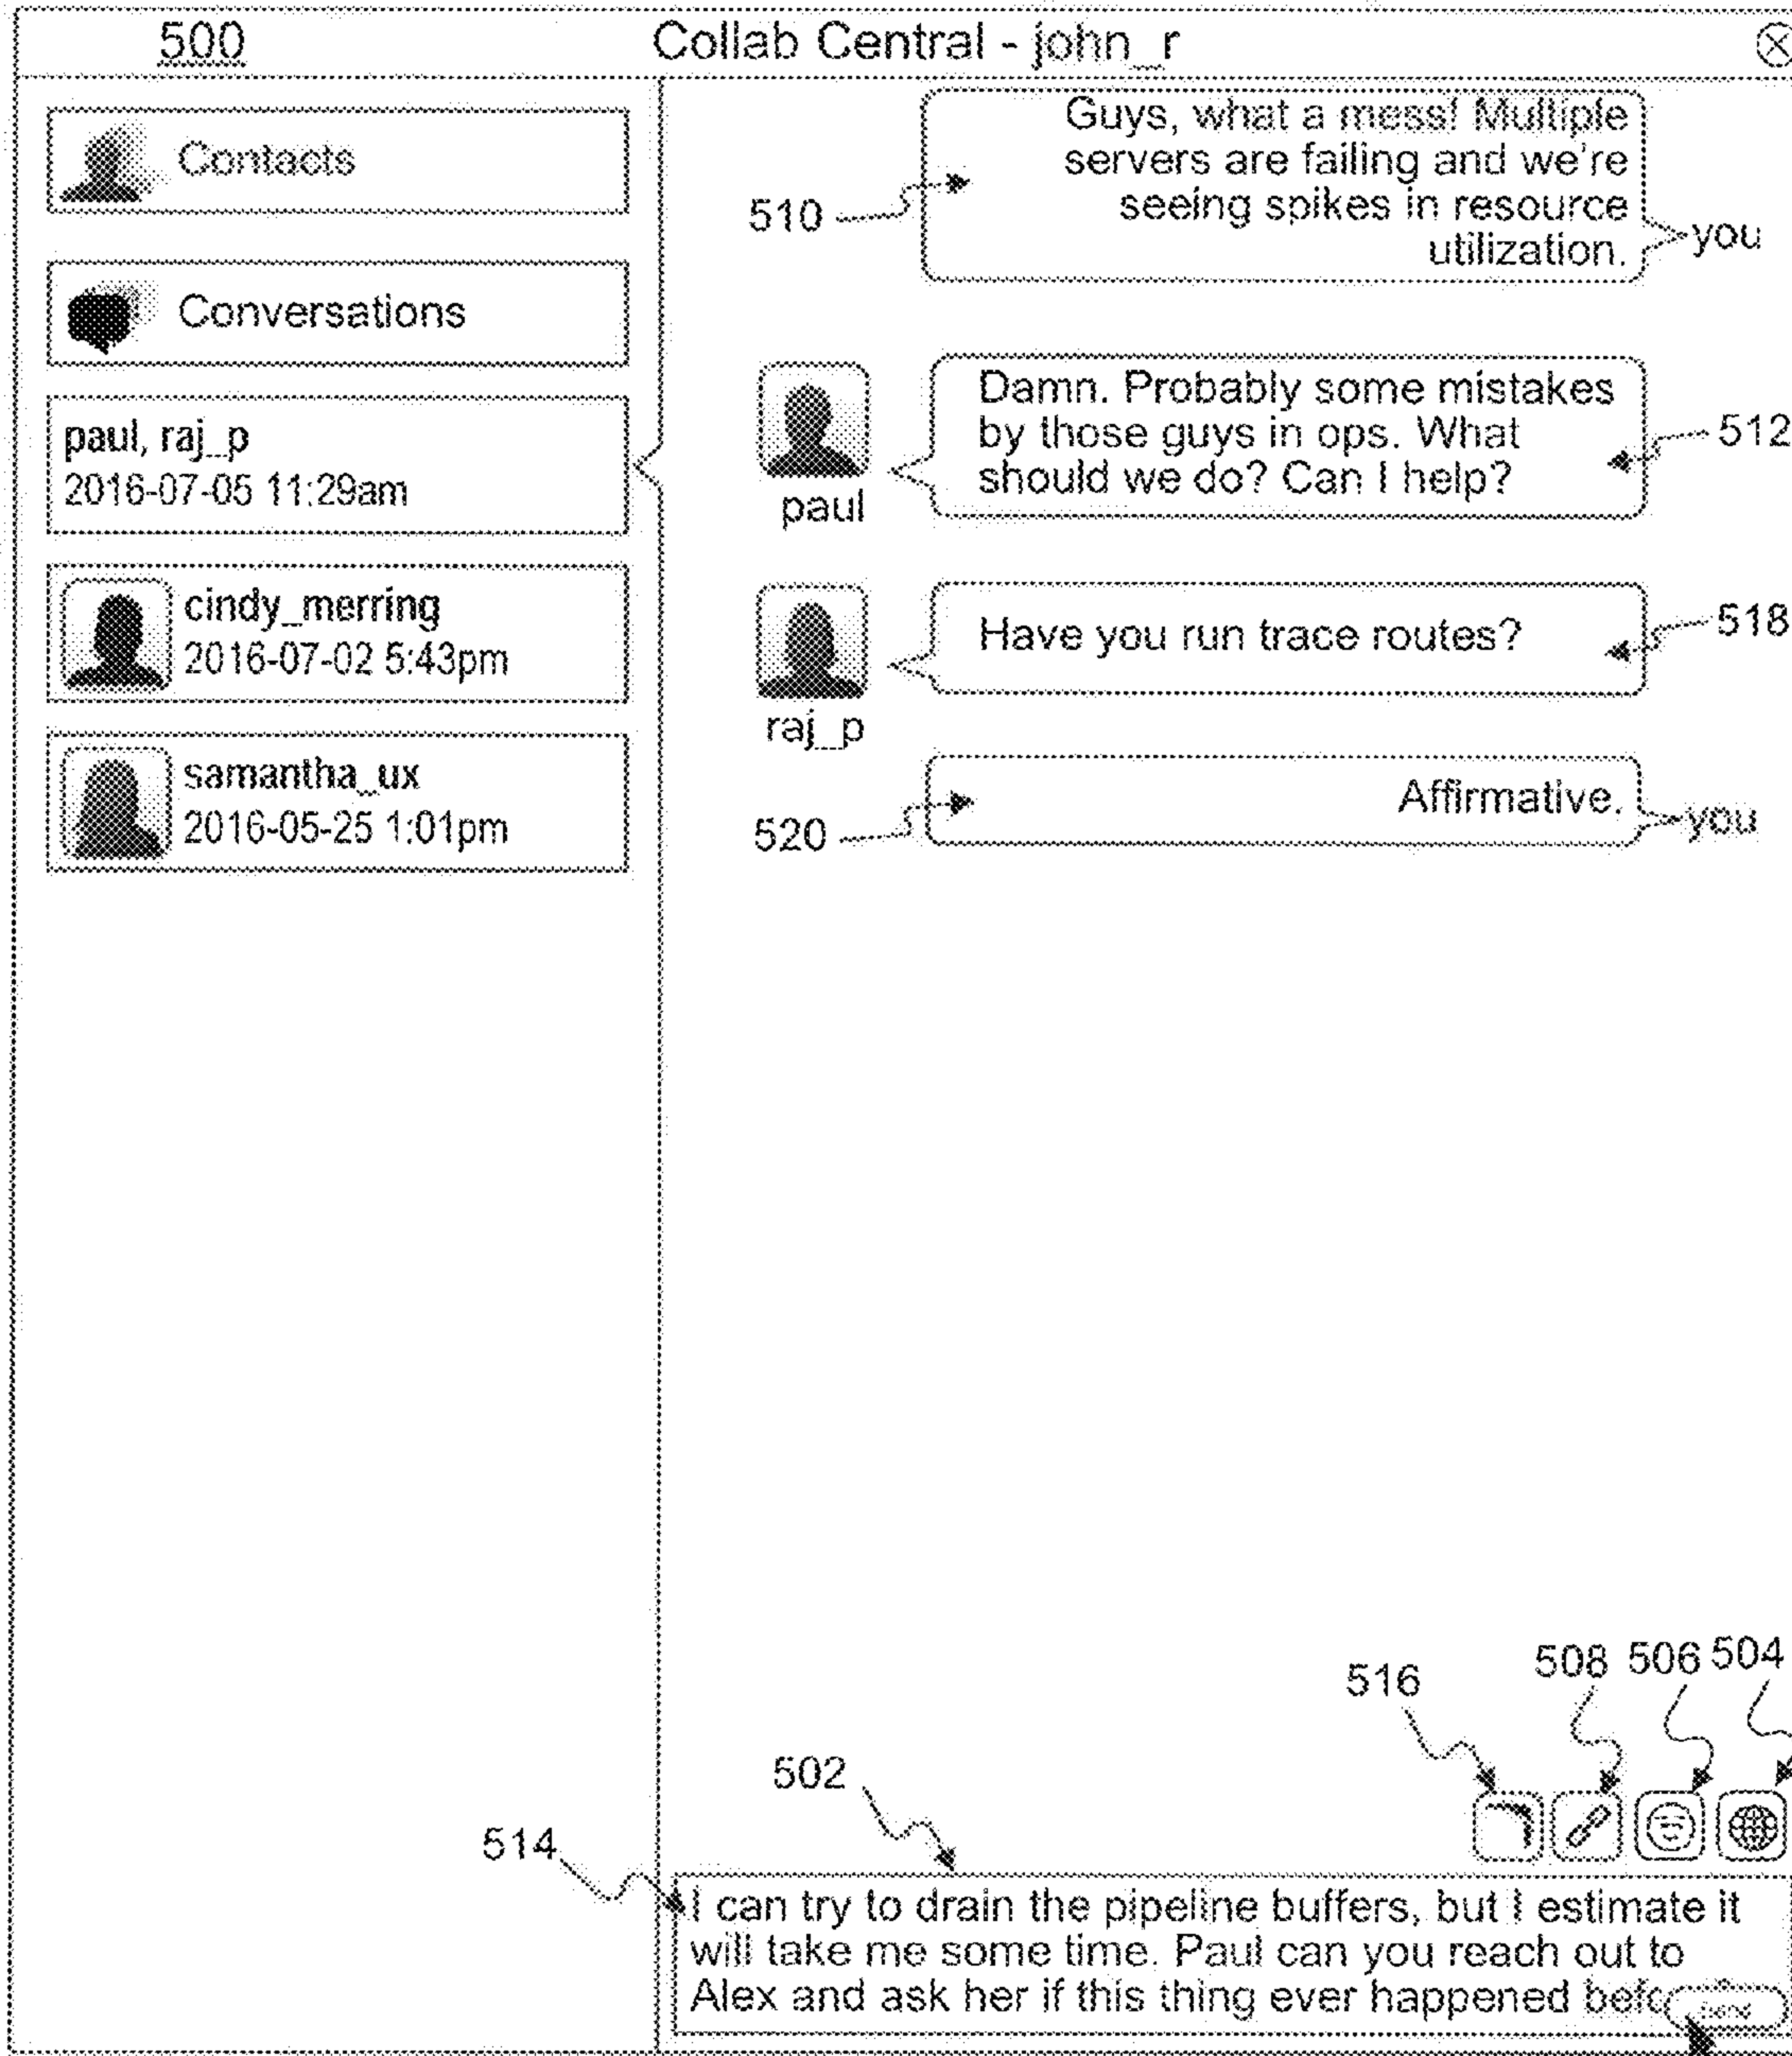 500
Collab Central - john_r
Contacts
Conversations
paul, raj_p
2016-07-05 11:29am
cindy_merring
2016-07-02 5:43pm
samantha_ux
2016-05-25 1:01pm
Guys, what a mess! Multiple
servers are failing and we're
seeing spikes in resource
utilization.
510
you
paul
Damn. Probably some mistakes
by those guys in ops. What
should we do? Can I help?
512
raj_p
Have you run trace routes?
518
Affirmative.
520
you
516
508
506
504
502
514
I can try to drain the pipeline buffers, but I estimate it
will take me some time. Paul can you reach out to
Alex and ask her if this thing ever happened